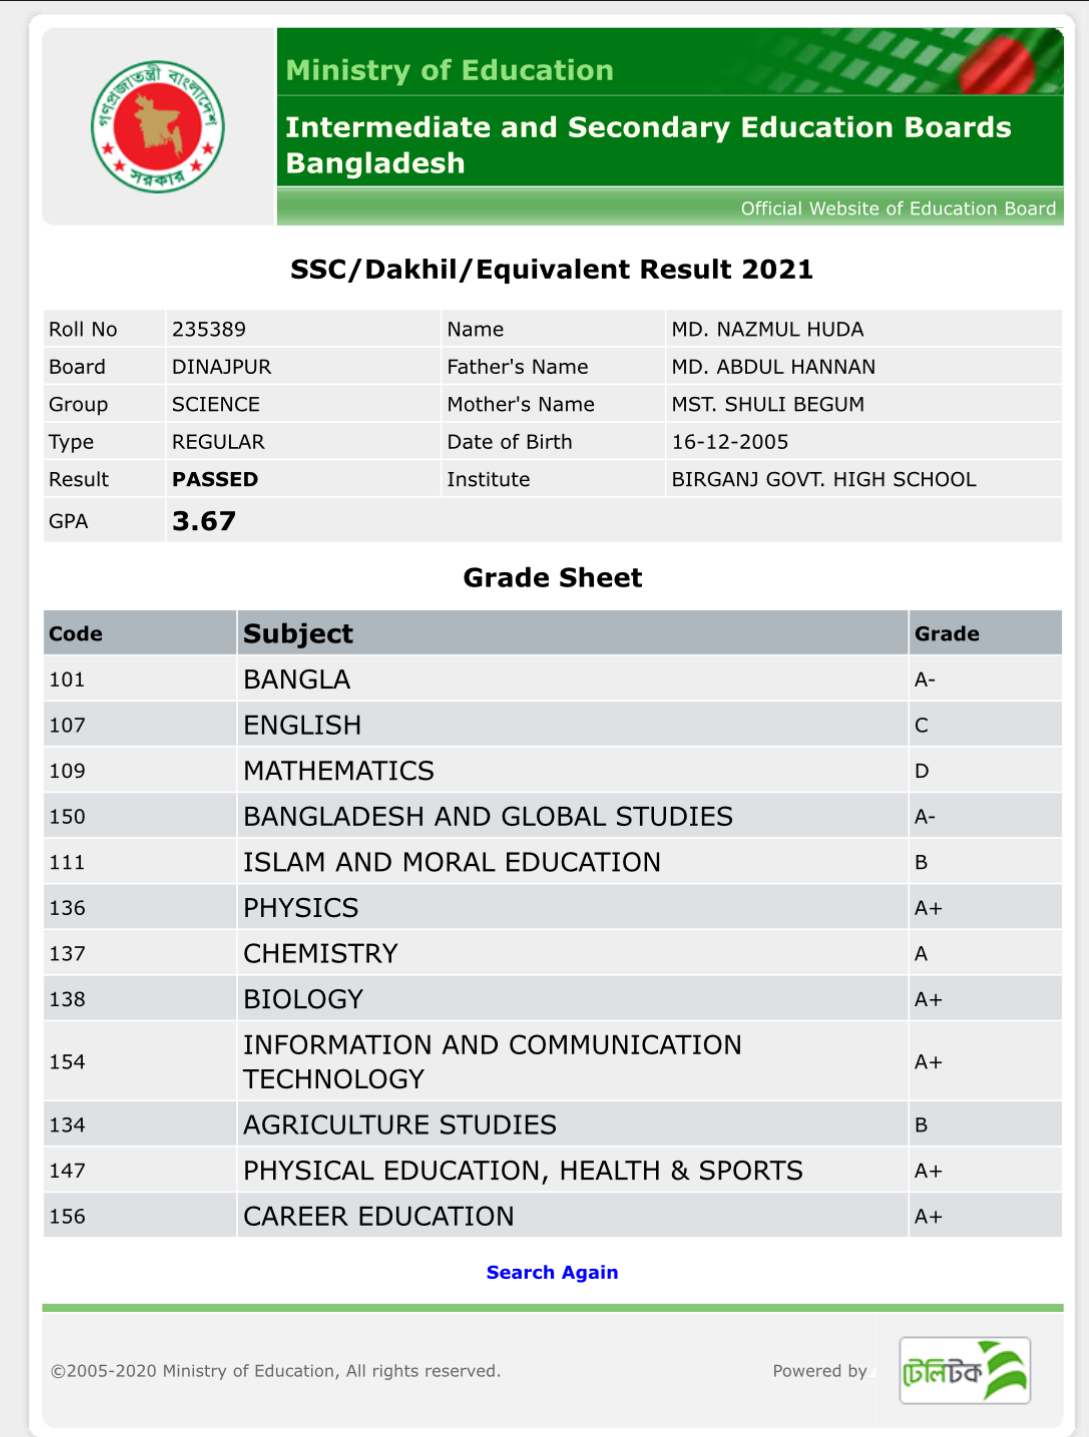 গণপ্রজাতন্ত্রী বাংলাদেশ
সরকার
Ministry of Education
Intermediate and Secondary Education Boards
Bangladesh
Official Website of Education Board
SSC/Dakhil/Equivalent Result 2021
Roll No 235389 Name MD. NAZMUL HUDA
Board DINAJPUR Father's Name MD. ABDUL HANNAN
Group SCIENCE Mother's Name MST. SHULI BEGUM
Type REGULAR Date of Birth 16-12-2005
Result PASSED Institute BIRGANJ GOVT. HIGH SCHOOL
GPA 3.67
Grade Sheet
Code Subject Grade
101 BANGLA A-
107 ENGLISH C
109 MATHEMATICS D
150 BANGLADESH AND GLOBAL STUDIES A-
111 ISLAM AND MORAL EDUCATION B
136 PHYSICS A+
137 CHEMISTRY A
138 BIOLOGY A+
154 INFORMATION AND COMMUNICATION
TECHNOLOGY A+
134 AGRICULTURE STUDIES B
147 PHYSICAL EDUCATION, HEALTH & SPORTS A+
156 CAREER EDUCATION A+
Search Again
©2005-2020 Ministry of Education, All rights reserved. Powered by টেলিটক